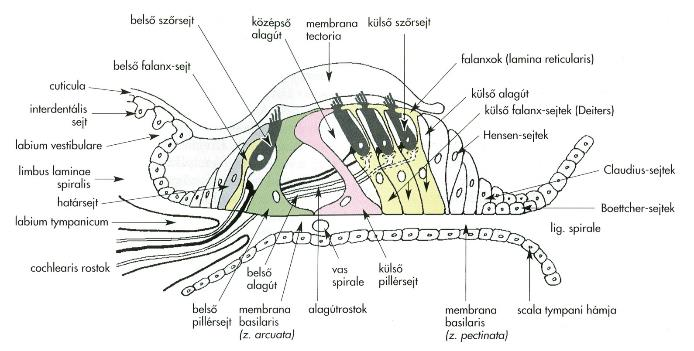 belső szőrsejt
középső
alagút
membrana
tectoria
külső szőrsejt
falanxok (lamina reticularis)
belső falanx-sejt
külső alagút
külső falanx-sejtek (Deiters)
Hensen-sejtek
cuticula
interdentális
sejt
labium vestibulare
limbus laminae
spiralis
határsejt
labium tympanicum
cochlearis rostok
Claudius-sejtek
Boettcher-sejtek
lig. spirale
belső
pillérsejt
belső
alagút
membrana
basilaris
(z. arcuata)
vas
spirale
alagútrostok
külső
pillérsejt
membrana
basilaris
(z. pectinata)
scala tympani hámja